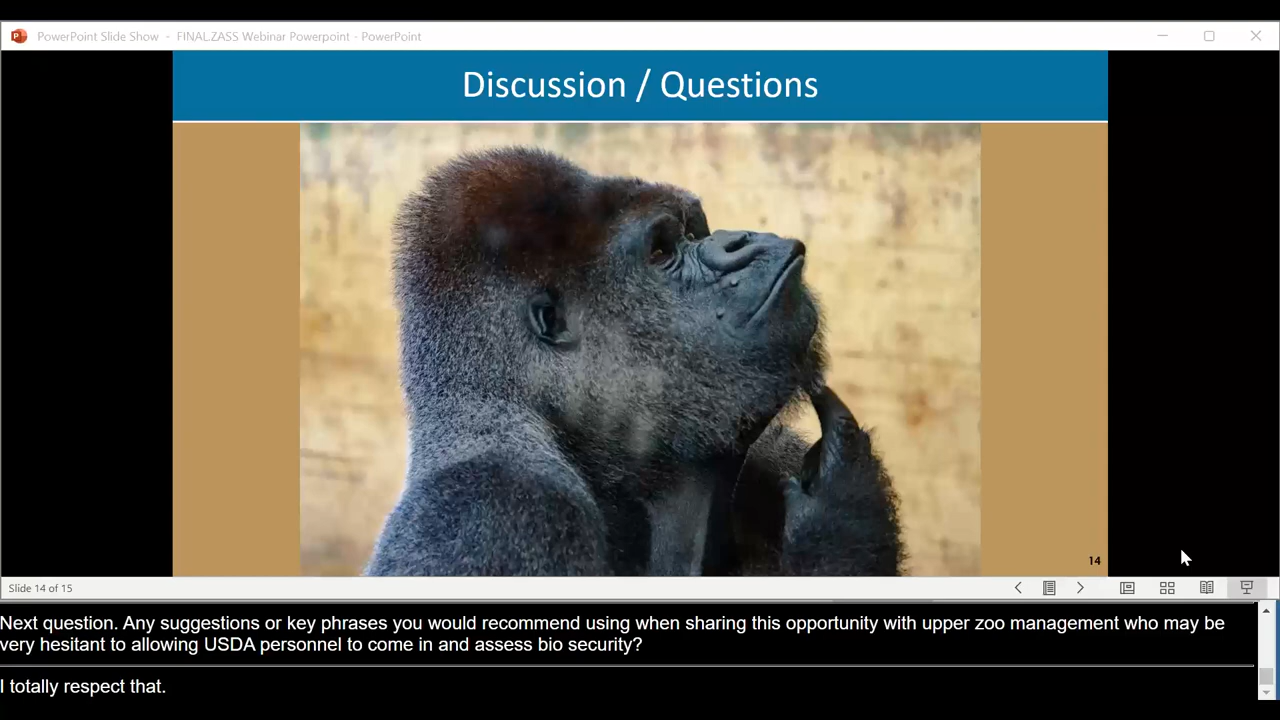 PowerPoint Slide Show - FINAL.ZASS Webinar Powerpoint - PowerPoint
Discussion / Questions
14
Slide 14 of 15
Next question. Any suggestions or key phrases you would recommend using when sharing this opportunity with upper zoo management who may be
very hesitant to allowing USDA personnel to come in and assess bio security?
I totally respect that.